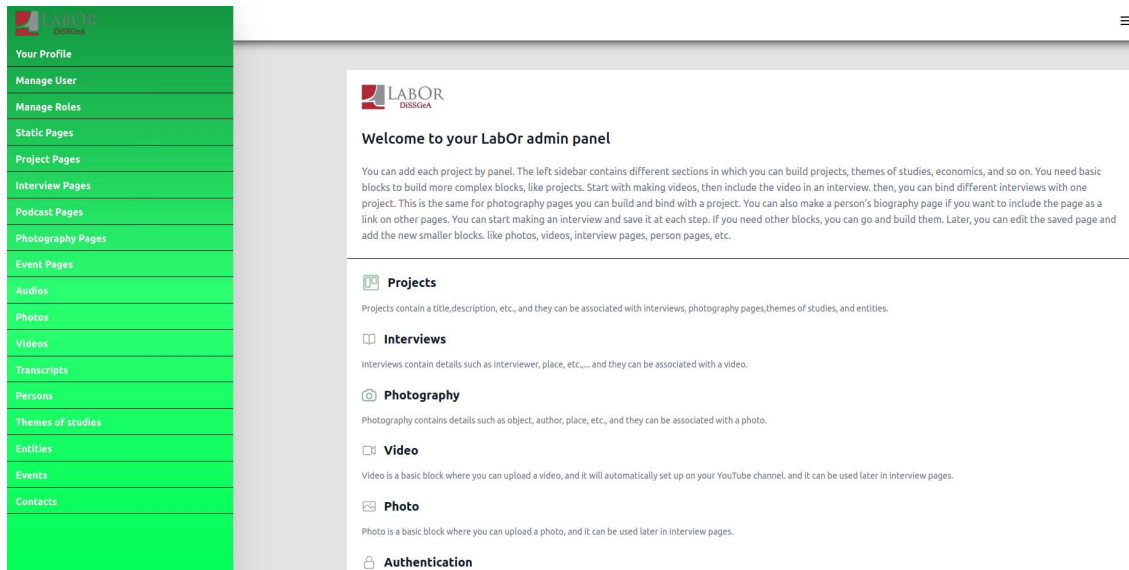 LABOR
DiSSGeA
Your Profile
Manage User
Manage Roles
Static Pages
Project Pages
Interview Pages
Podcast Pages
Photography Pages
Event Pages
Audios
Photos
Videos
Transcripts
Persons
Themes of studies
Entities
Events
Contacts
LABOR
DiSSGeA
Welcome to your LabOr admin panel
You can add each project by panel. The left sidebar contains different sections in which you can build projects, themes of studies, economics, and so on. You need basic
blocks to build more complex blocks, like projects. Start with making videos, then include the video in an interview. then, you can bind different interviews with one
project. This is the same for photography pages you can build and bind with a project. You can also make a person's biography page if you want to include the page as a
link on other pages. You can start making an interview and save it at each step. If you need other blocks, you can go and build them. Later, you can edit the saved page and
add the new smaller blocks. like photos, videos, interview pages, person pages, etc.
Projects
Projects contain a title,description, etc., and they can be associated with interviews, photography pages,themes of studies, and entities.
Interviews
Interviews contain details such as interviewer, place, etc.,... and they can be associated with a video.
Photography
Photography contains details such as object, author, place, etc., and they can be associated with a photo.
Video
Video is a basic block where you can upload a video, and it will automatically set up on your YouTube channel. and it can be used later in interview pages.
Photo
Photo is a basic block where you can upload a photo, and it can be used later in interview pages.
Authentication